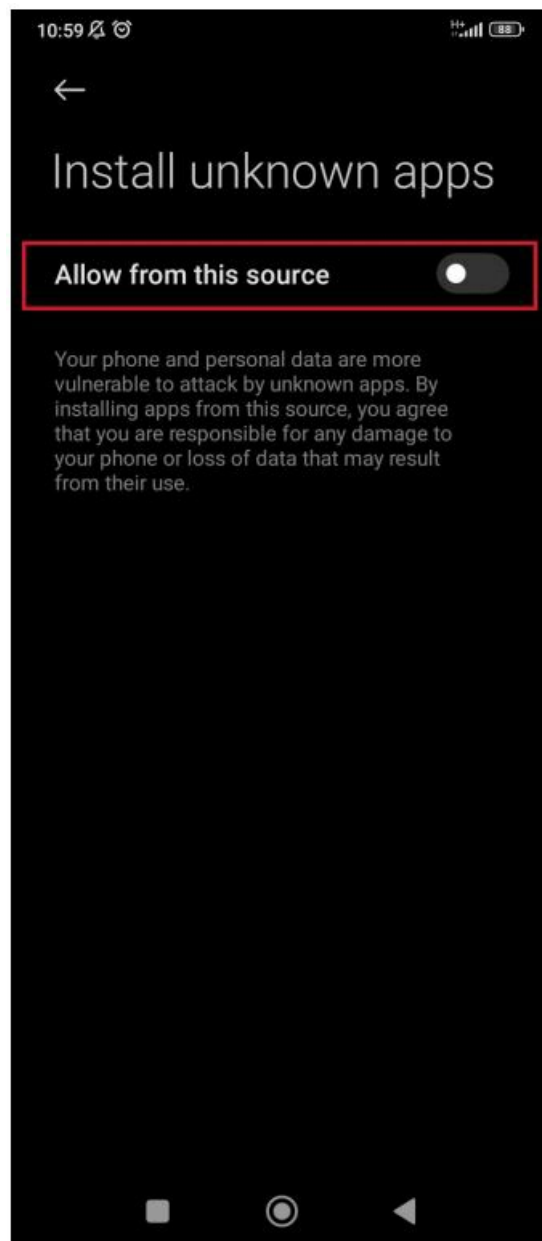 10:59 H+ 88
Install unknown apps
Allow from this source
Your phone and personal data are more
vulnerable to attack by unknown apps. By
installing apps from this source, you agree
that you are responsible for any damage to
your phone or loss of data that may result
from their use.